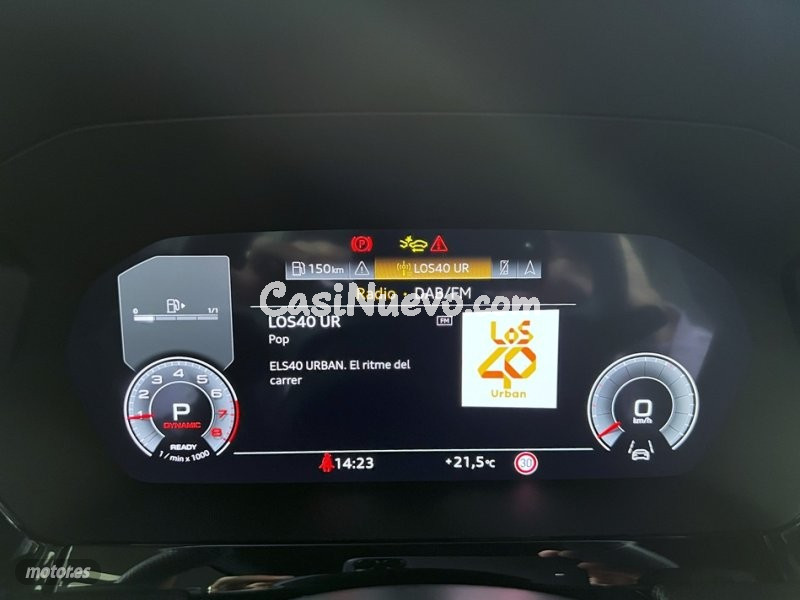 P
150 km
LOS40 UR
Radio · DAB/FM
CasiNuevo.com
0 1/1
LOS40 UR
FM
Pop
ELS40 URBAN. El ritme del
carrer
LOS
40
Urban
1 2 3 4 5 6 7 8
P
DYNAMIC
READY
1 / min x 1000
0
km/h
14:23
+21,5 °C
30
motor.es